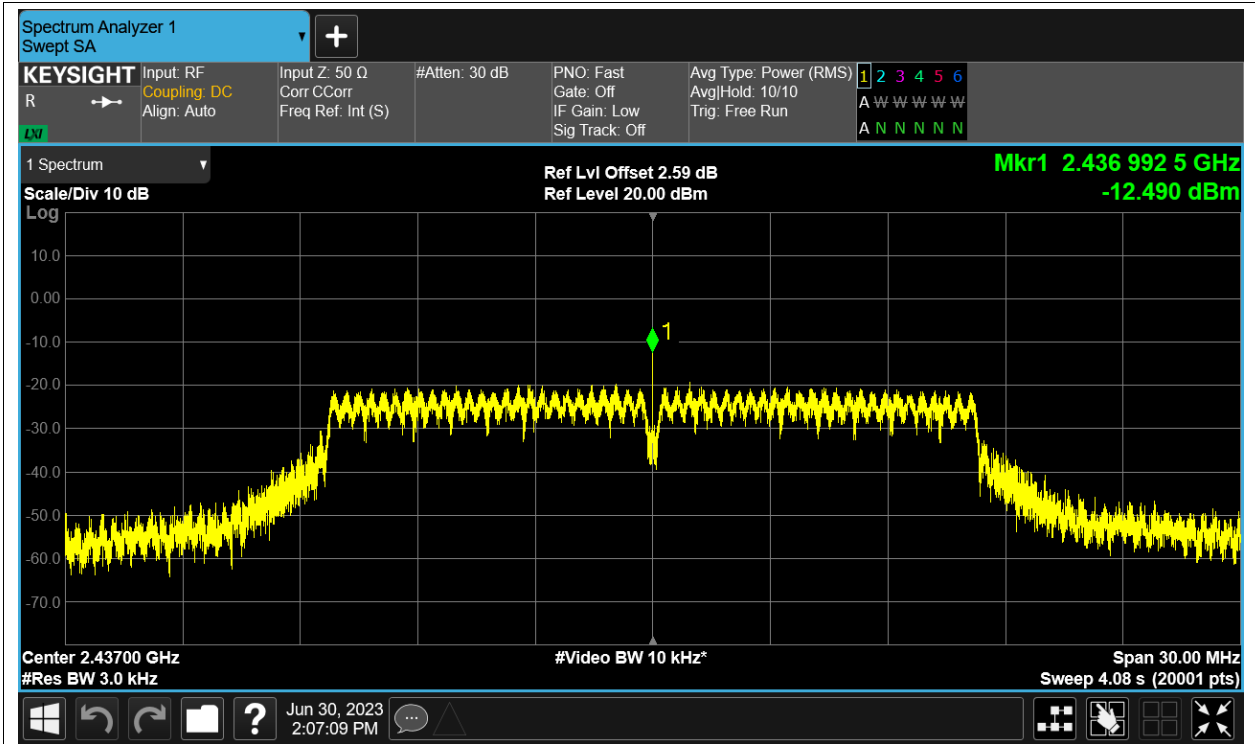 Spectrum Analyzer 1
Swept SA
KEYSIGHT
R
LXI
Input: RF
Coupling: DC
Align: Auto
Input Z: 50 Ω
Corr CCorr
Freq Ref: Int (S)
#Atten: 30 dB
PNO: Fast
Gate: Off
IF Gain: Low
Sig Track: Off
Avg Type: Power (RMS)
Avg|Hold: 10/10
Trig: Free Run
1 2 3 4 5 6
A W W W W W
A N N N N N
1 Spectrum
Scale/Div 10 dB
Log
Ref Lvl Offset 2.59 dB
Ref Level 20.00 dBm
Mkr1 2.436 992 5 GHz
-12.490 dBm
10.0
0.00
-10.0
1
-20.0
-30.0
-40.0
-50.0
-60.0
-70.0
Center 2.43700 GHz
#Video BW 10 kHz*
Span 30.00 MHz
#Res BW 3.0 kHz
Sweep 4.08 s (20001 pts)
?
Jun 30, 2023
2:07:09 PM